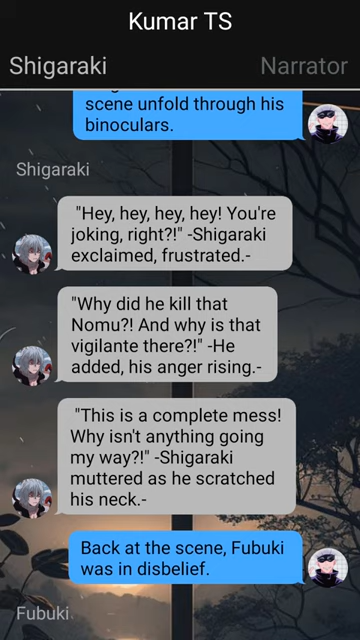 Kumar TS
Shigaraki
Narrator
scene unfold through his
binoculars.
Shigaraki
"Hey, hey, hey, hey! You're
joking, right?!" -Shigaraki
exclaimed, frustrated.-
"Why did he kill that
Nomu?! And why is that
vigilante there?!" -He
added, his anger rising.-
"This is a complete mess!
Why isn't anything going
my way?!" -Shigaraki
muttered as he scratched
his neck.-
Back at the scene, Fubuki
was in disbelief.
Fubuki